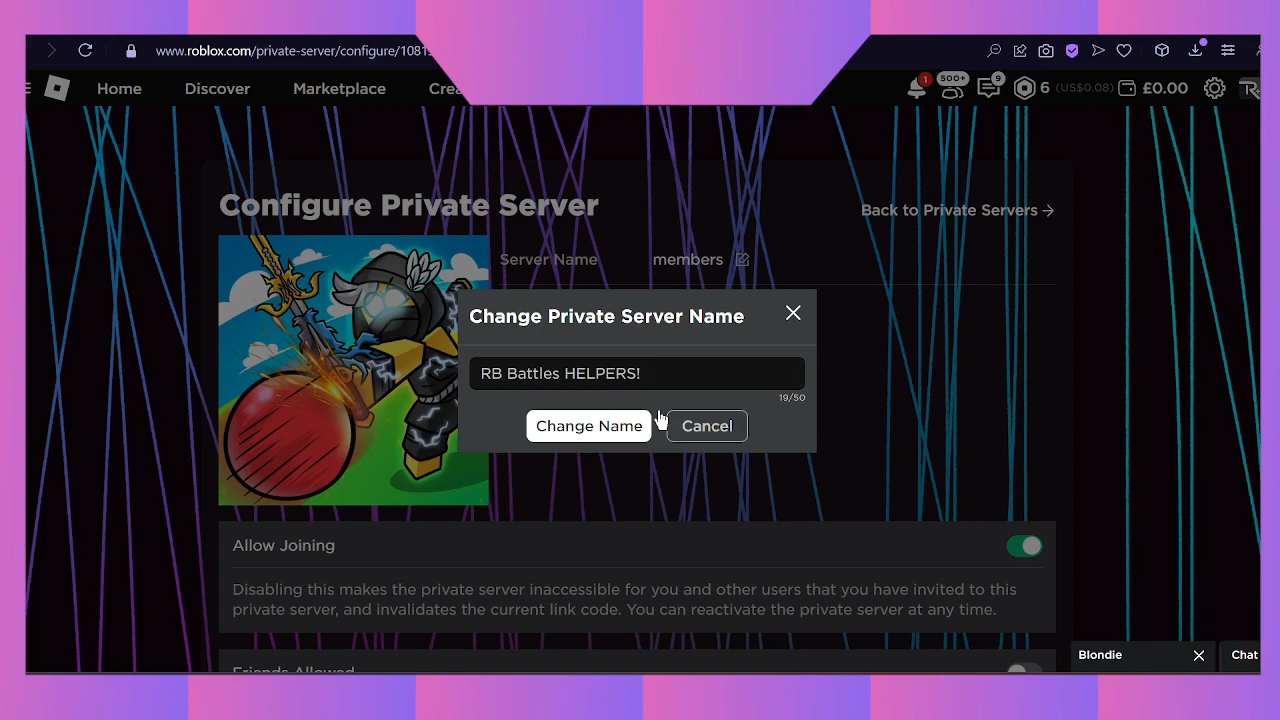 www.roblox.com/private-server/configure/1081
Home
Discover
Marketplace
Crea
1
500+
9
6
(US$0.08)
£0.00
Configure Private Server
Back to Private Servers
Server Name
members
Change Private Server Name
RB Battles HELPERS!
19/50
Change Name
Cancel
Allow Joining
Disabling this makes the private server inaccessible for you and other users that you have invited to this
private server, and invalidates the current link code. You can reactivate the private server at any time.
Friends Allowed
Blondie
Chat